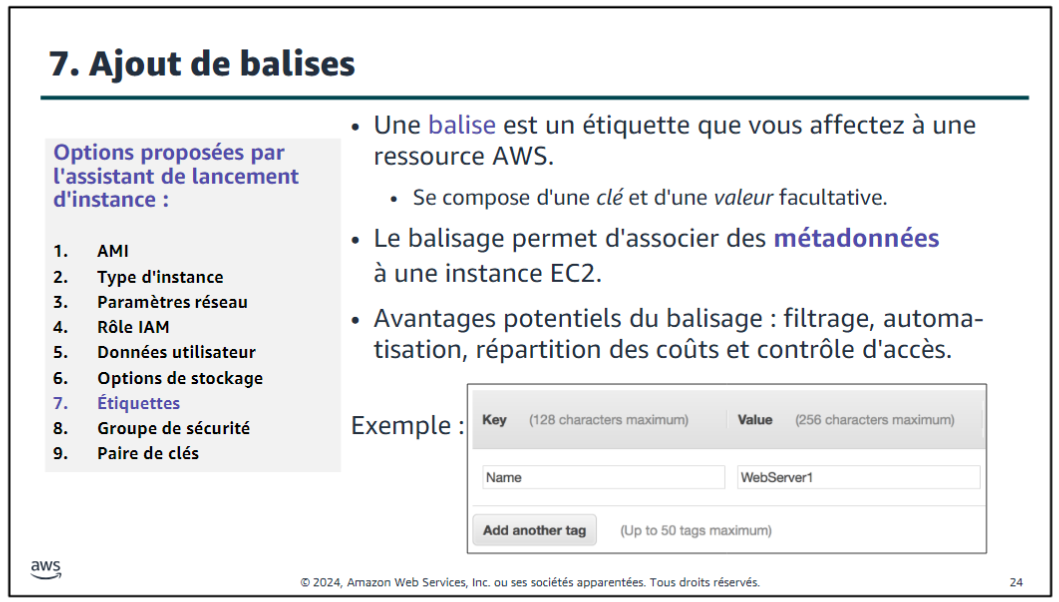 7. Ajout de balises
Options proposées par
l'assistant de lancement
d'instance :
1. AMI
2. Type d'instance
3. Paramètres réseau
4. Rôle IAM
5. Données utilisateur
6. Options de stockage
7. Étiquettes
8. Groupe de sécurité
9. Paire de clés
• Une balise est un étiquette que vous affectez à une
ressource AWS.
• Se compose d'une clé et d'une valeur facultative.
• Le balisage permet d'associer des métadonnées
à une instance EC2.
• Avantages potentiels du balisage : filtrage, automa-
tisation, répartition des coûts et contrôle d'accès.
Exemple :
Key (128 characters maximum) Value (256 characters maximum)
Name WebServer1
Add another tag (Up to 50 tags maximum)
aws
© 2024, Amazon Web Services, Inc. ou ses sociétés apparentées. Tous droits réservés.
24